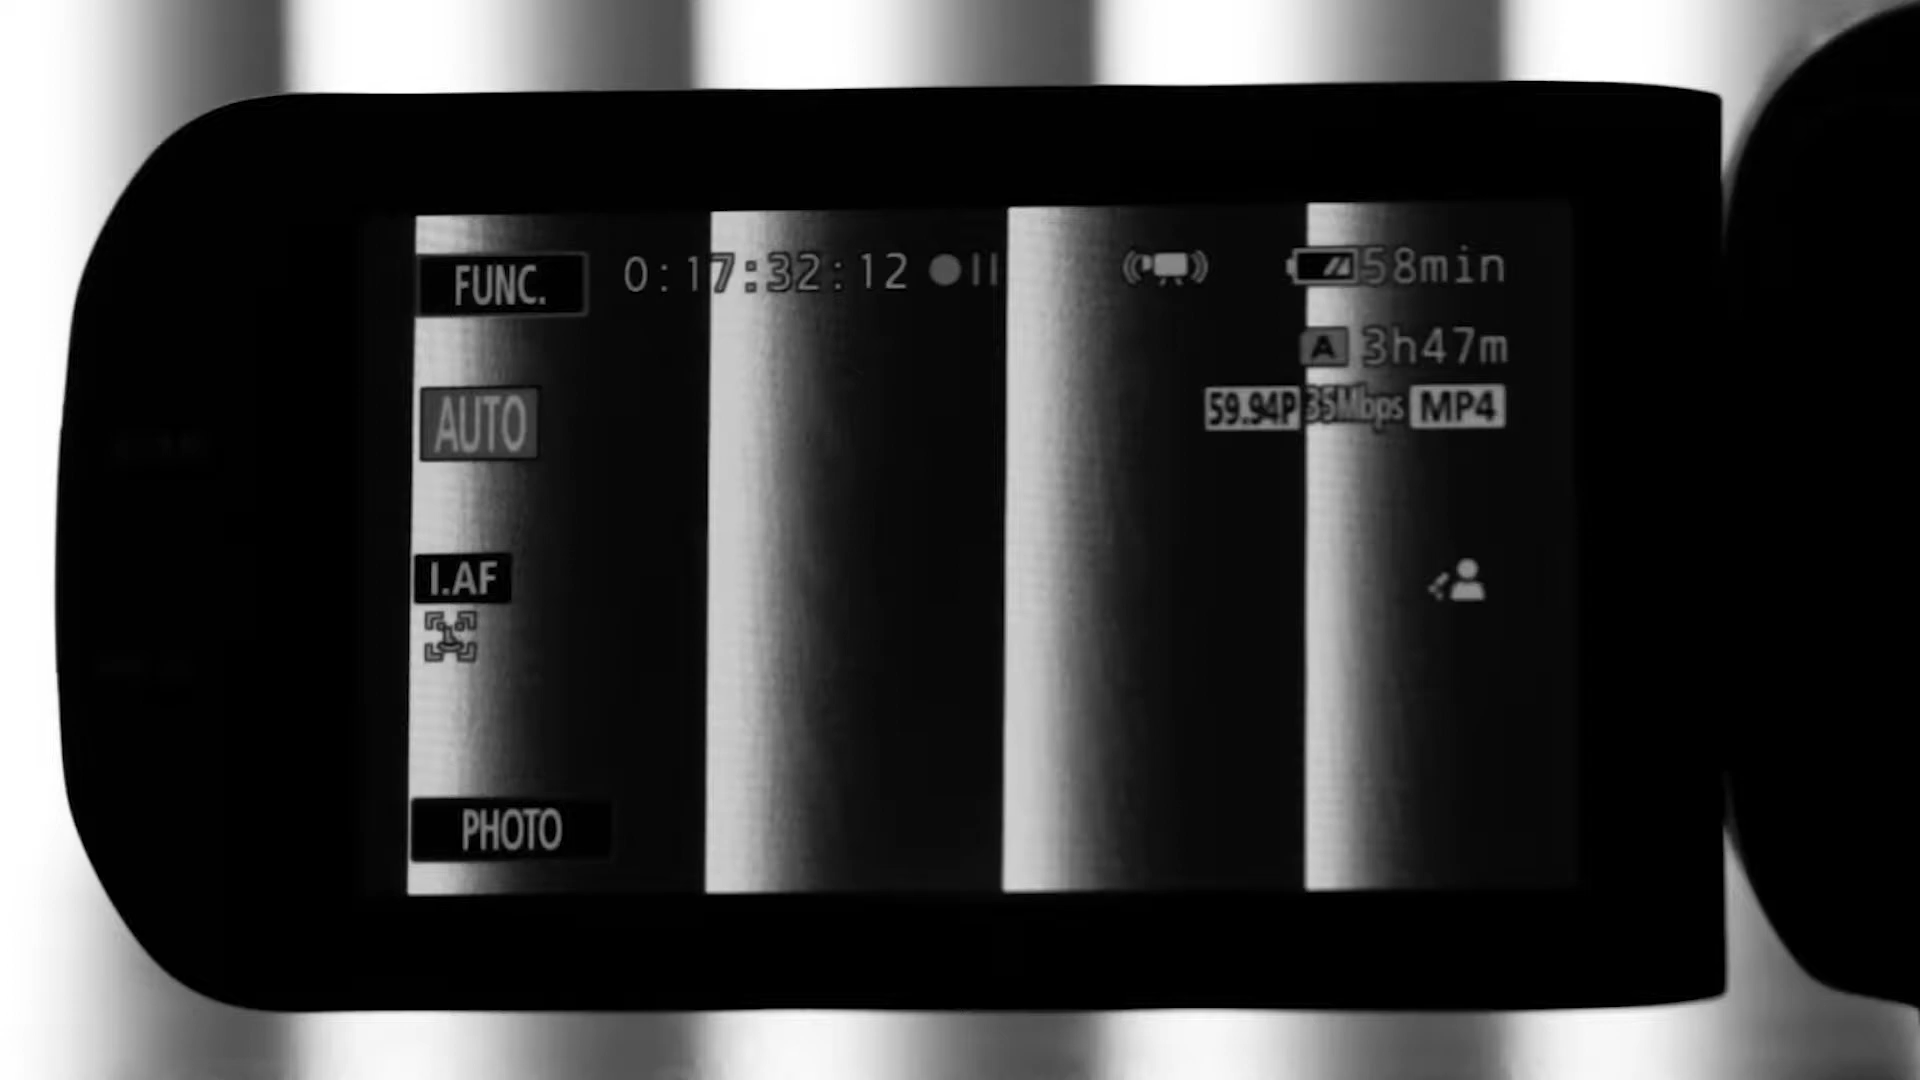 FUNC. 0:17:32:12 58min
A 3h47m
59.94P 35Mbps MP4
AUTO
I.AF
PHOTO